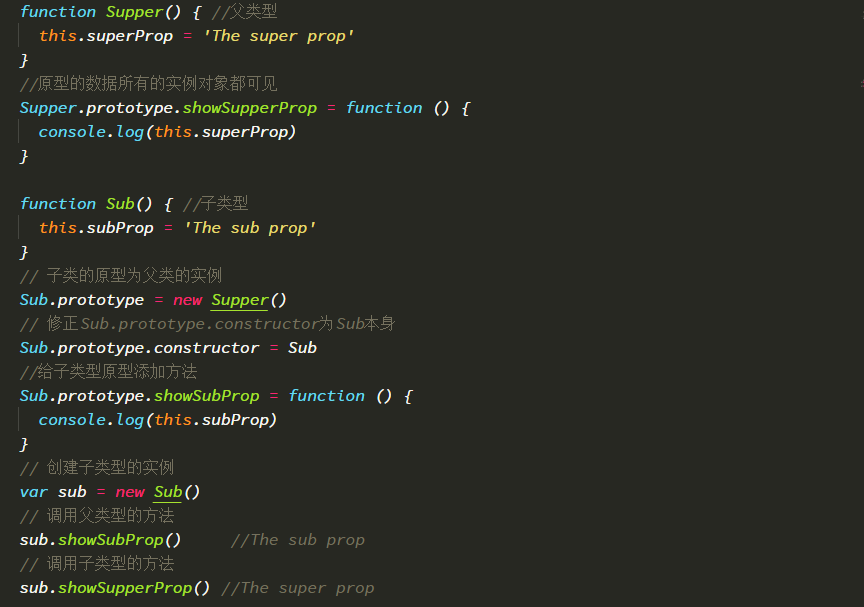 function Supper() { //父类型
this.superProp = 'The super prop'
}
//原型的数据所有的实例对象都可见
Supper.prototype.showSupperProp = function () {
console.log(this.superProp)
}
function Sub() { //子类型
this.subProp = 'The sub prop'
}
// 子类的原型为父类的实例
Sub.prototype = new Supper()
// 修正Sub.prototype.constructor为Sub本身
Sub.prototype.constructor = Sub
//给子类型原型添加方法
Sub.prototype.showSubProp = function () {
console.log(this.subProp)
}
// 创建子类型的实例
var sub = new Sub()
// 调用父类型的方法
sub.showSubProp() //The sub prop
// 调用子类型的方法
sub.showSupperProp() //The super prop